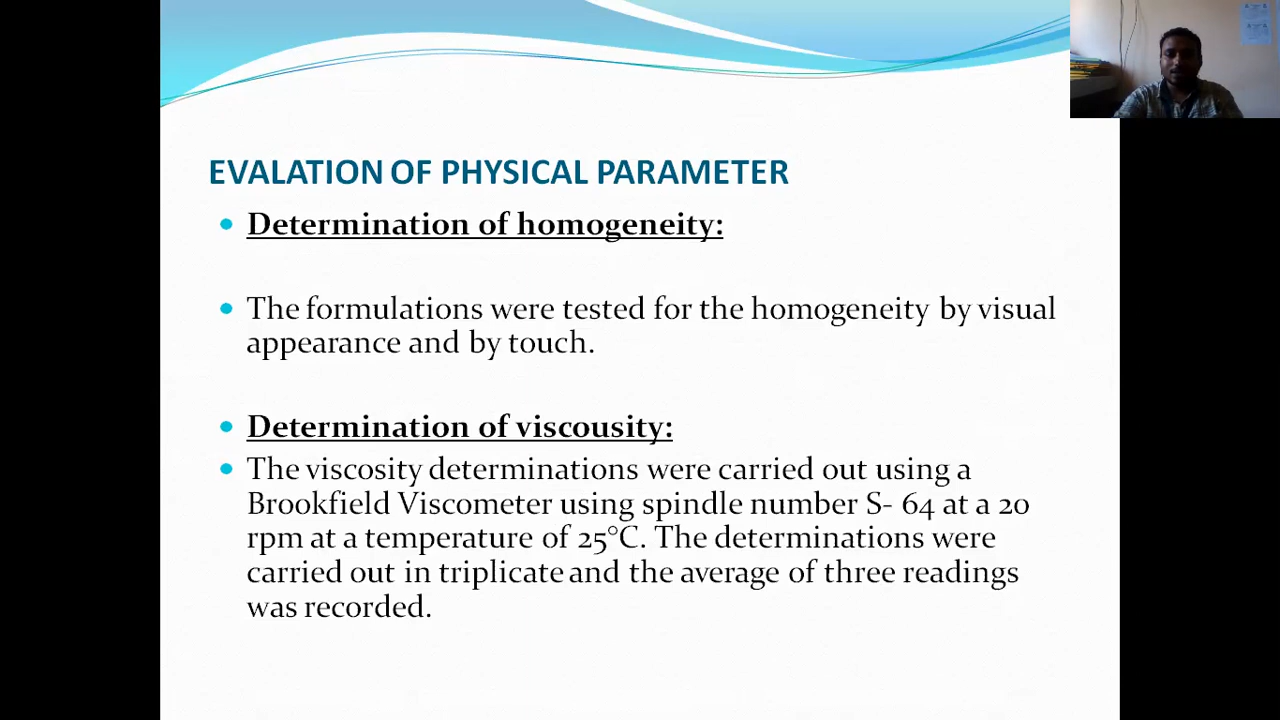 EVALATION OF PHYSICAL PARAMETER
Determination of homogeneity:
The formulations were tested for the homogeneity by visual
appearance and by touch.
Determination of viscousity:
The viscosity determinations were carried out using a
Brookfield Viscometer using spindle number S- 64 at a 20
rpm at a temperature of 25°C. The determinations were
carried out in triplicate and the average of three readings
was recorded.